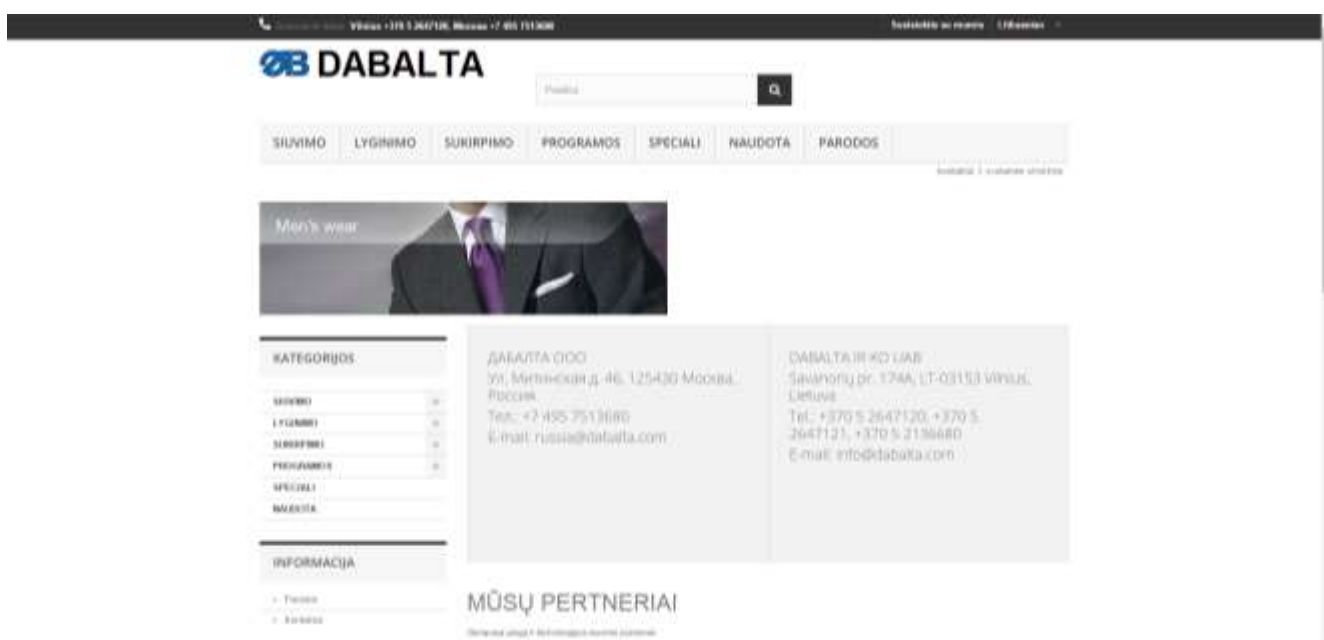 Vilnius +370 5 2647120, Moscow +7 495 7513680
Susisiekite su mumis Lithuanian
DABALTA
Paieška
SIUVIMO LYGINIMO SUKIRPIMO PROGRAMOS SPECIALI NAUDOTA PARODOS
Men's wear
KATEGORIJOS
SIUVIMO
LYGINIMO
SUKIRPIMO
PROGRAMOS
SPECIALI
NAUDOTA
INFORMACIJA
ДАБАЛТА ООО
Ул. Митинская д. 46, 125430 Москва,
Россия
Тел.: +7 495 7513680
E-mail: russia@dabalta.com
DABALTA IR KO UAB
Savanorių pr. 174A, LT-03153 Vilnius,
Lietuva
Tel.: +370 5 2647120, +370 5
2647121, +370 5 2136680
E-mail: info@dabalta.com
MŪSŲ PERTNERIAI